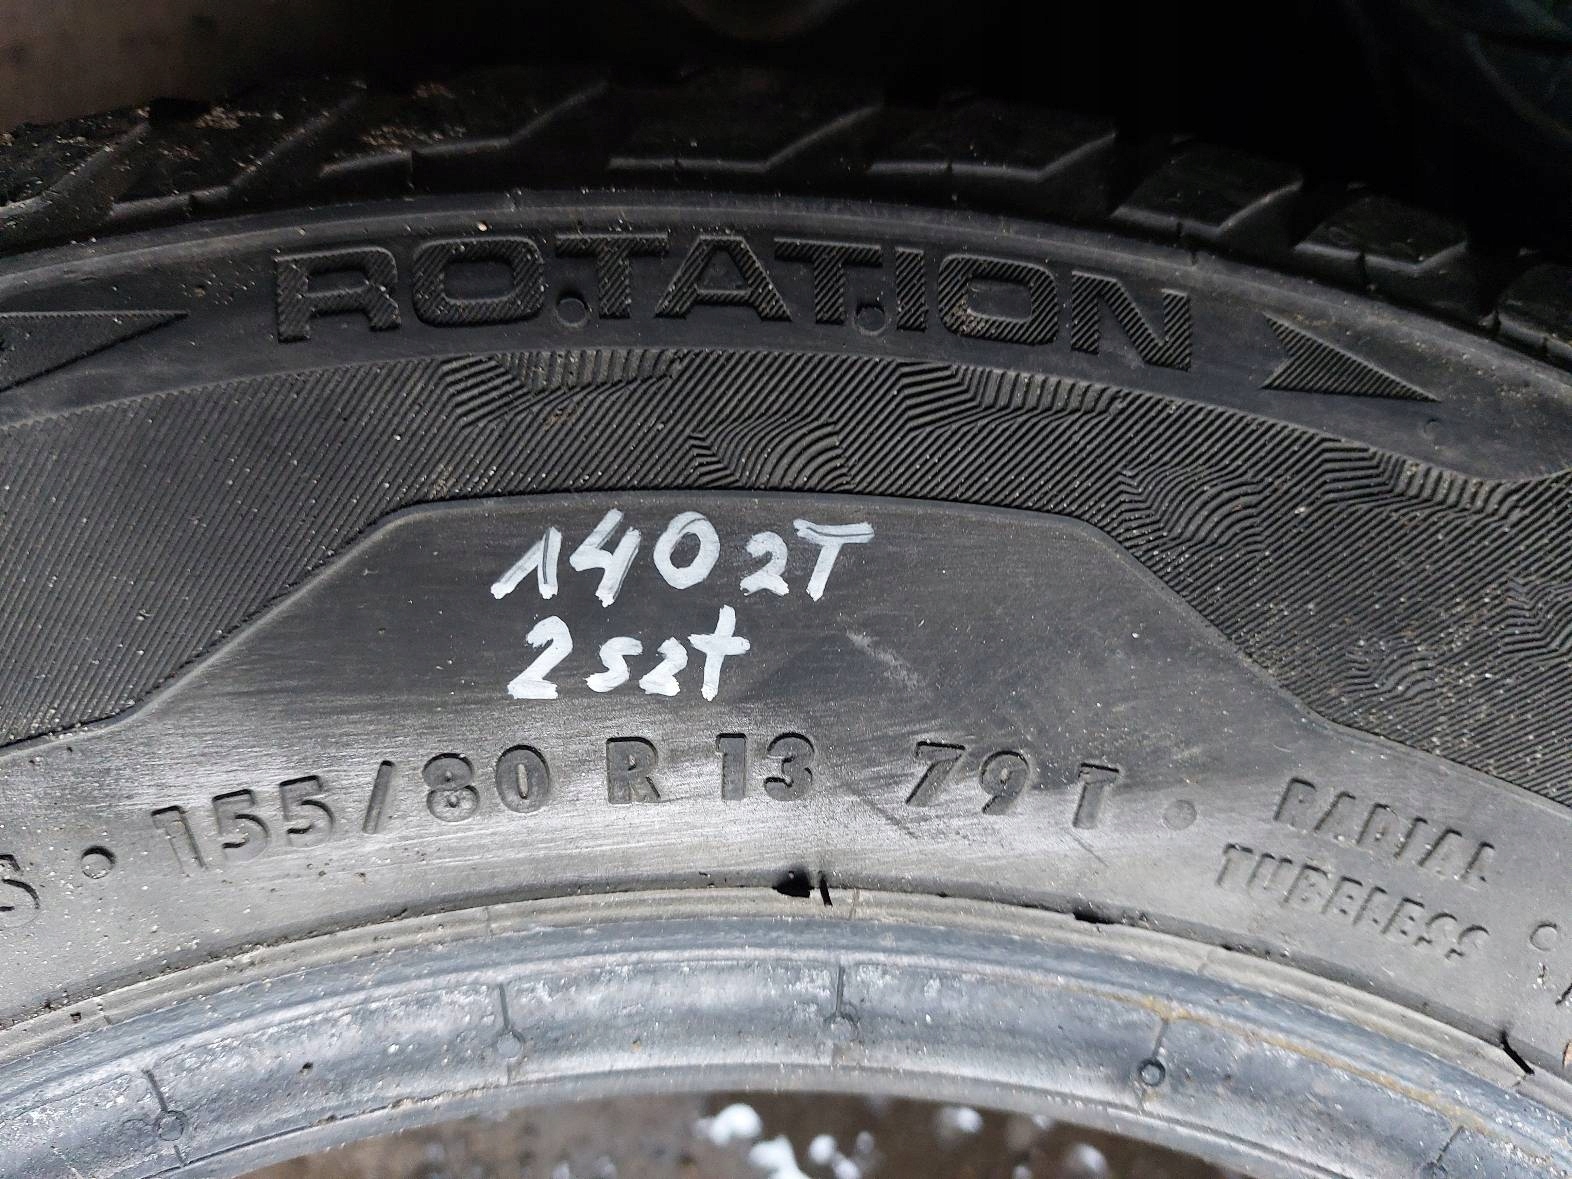 ROTATION
1402T
2szt
155/80 R 13 79 T
RADIAL
TUBELESS